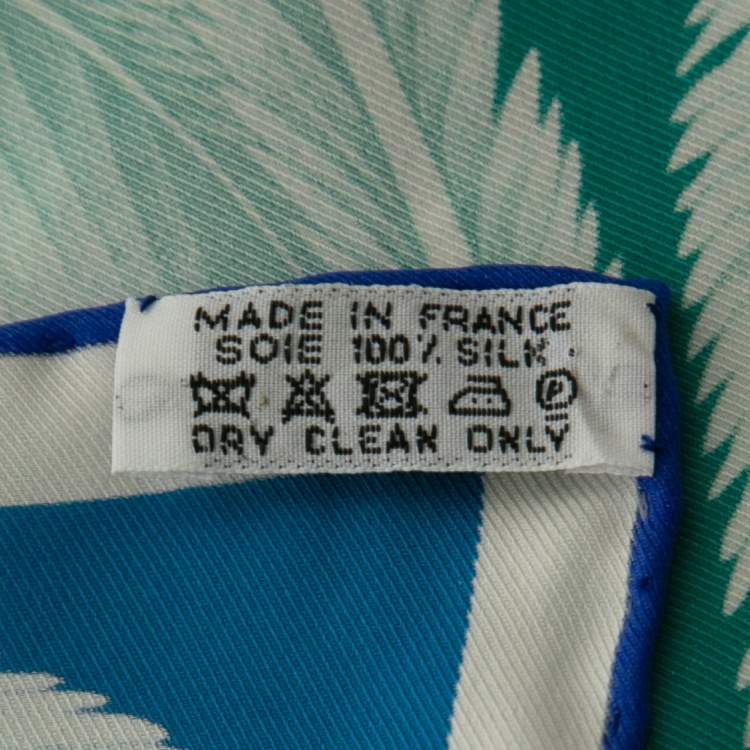 MADE IN FRANCE
SOIE 100% SILK
P
DRY CLEAN ONLY